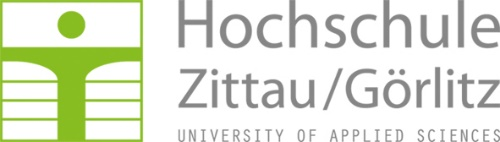 Hochschule
Zittau/Görlitz
UNIVERSITY OF APPLIED SCIENCES